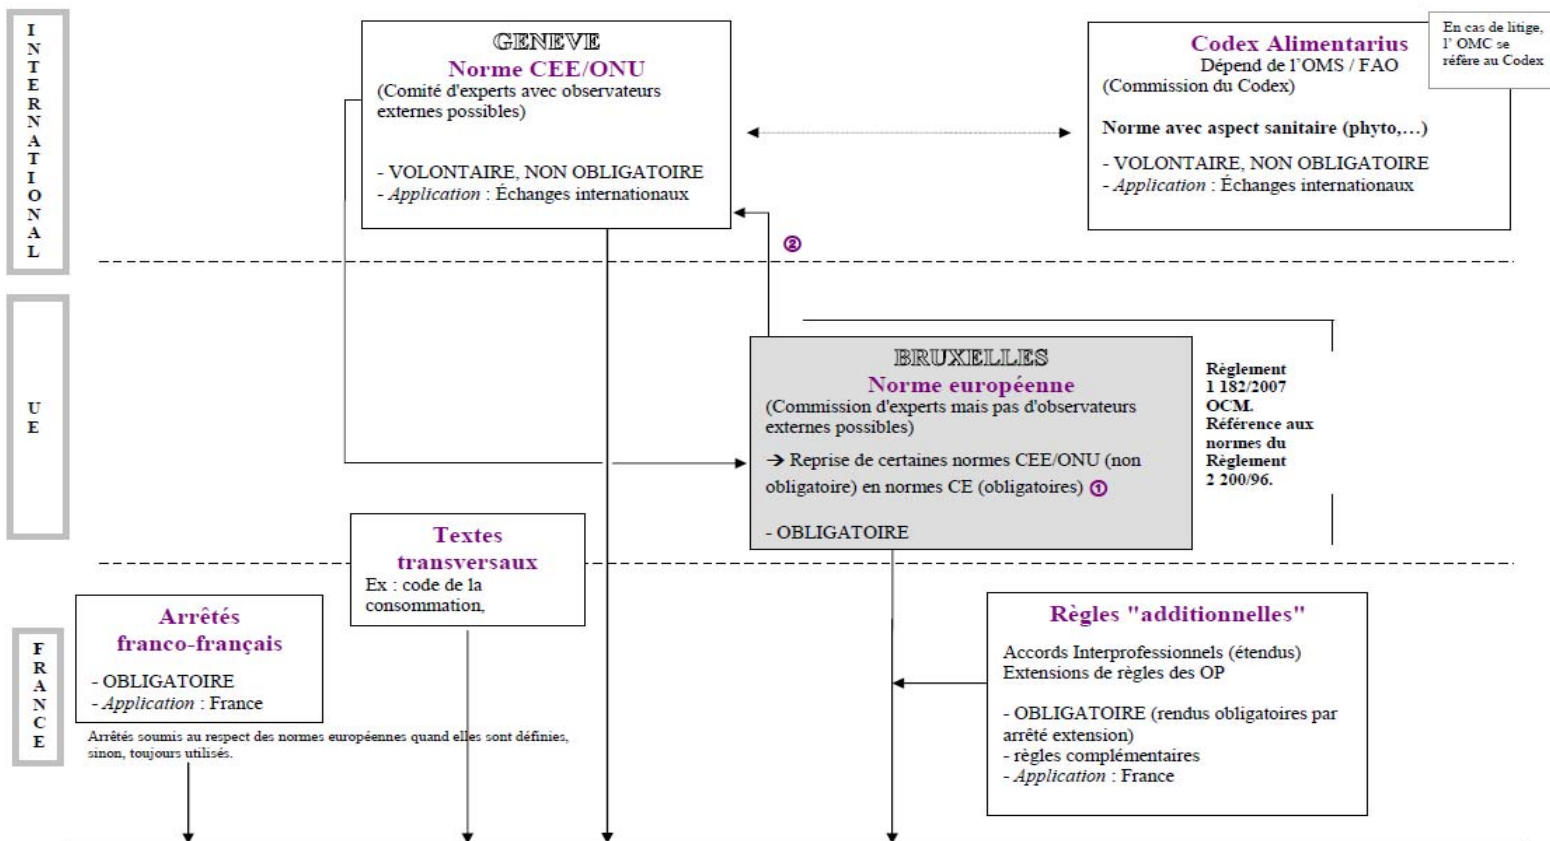 INTERNATIONAL
GENEVE
Norme CEE/ONU
(Comité d'experts avec observateurs
externes possibles)
- VOLONTAIRE, NON OBLIGATOIRE
- Application : Échanges internationaux
Codex Alimentarius
Dépend de l'OMS / FAO
(Commission du Codex)
Norme avec aspect sanitaire (phyto,…)
- VOLONTAIRE, NON OBLIGATOIRE
- Application : Échanges internationaux
En cas de litige,
l' OMC se
réfère au Codex
②
UE
BRUXELLES
Norme européenne
(Commission d'experts mais pas d'observateurs
externes possibles)
→ Reprise de certaines normes CEE/ONU (non
obligatoire) en normes CE (obligatoires) ①
- OBLIGATOIRE
Règlement
1 182/2007
OCM.
Référence aux
normes du
Règlement
2 200/96.
Textes
transversaux
Ex : code de la
consommation,
FRANCE
Arrêtés
franco-français
- OBLIGATOIRE
- Application : France
Arrêtés soumis au respect des normes européennes quand elles sont définies,
sinon, toujours utilisés.
Règles "additionnelles"
Accords Interprofessionnels (étendus)
Extensions de règles des OP
- OBLIGATOIRE (rendus obligatoires par
arrêté extension)
- règles complémentaires
- Application : France